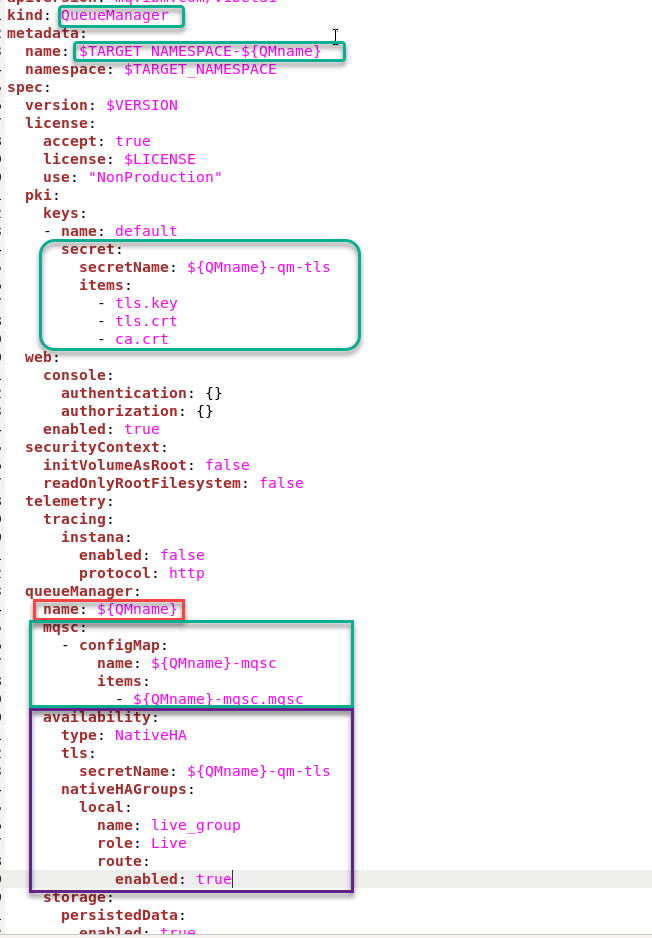 kind: QueueManager
metadata:
  name: $TARGET_NAMESPACE-${QMname}
  namespace: $TARGET_NAMESPACE
spec:
  version: $VERSION
  license:
    accept: true
    license: $LICENSE
    use: "NonProduction"
  pki:
    keys:
    - name: default
      secret:
        secretName: ${QMname}-qm-tls
        items:
          - tls.key
          - tls.crt
          - ca.crt
  web:
    console:
      authentication: {}
      authorization: {}
    enabled: true
  securityContext:
    initVolumeAsRoot: false
    readOnlyRootFilesystem: false
  telemetry:
    tracing:
      instana:
        enabled: false
        protocol: http
  queueManager:
    name: ${QMname}
    mqsc:
      - configMap:
          name: ${QMname}-mqsc
          items:
            - ${QMname}-mqsc.mqsc
    availability:
      type: NativeHA
      tls:
        secretName: ${QMname}-qm-tls
      nativeHAGroups:
        local:
          name: live_group
          role: Live
          route:
            enabled: true
    storage:
      persistedData:
        enabled: true